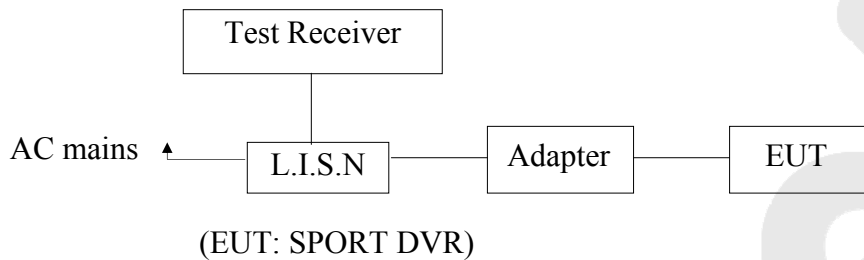 Test Receiver
AC mains
L.I.S.N
Adapter
EUT
(EUT: SPORT DVR)